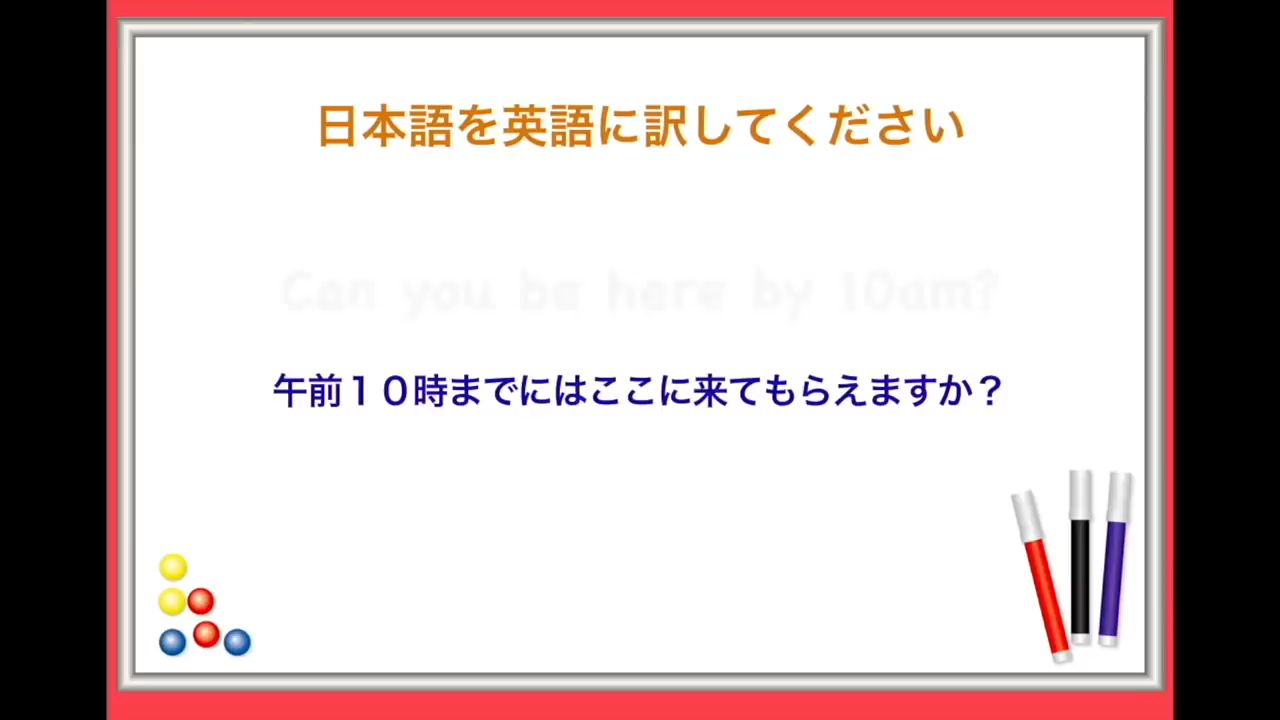 日本語を英語に訳してください
Can you be here by 10am?
午前１０時までにはここに来てもらえますか？